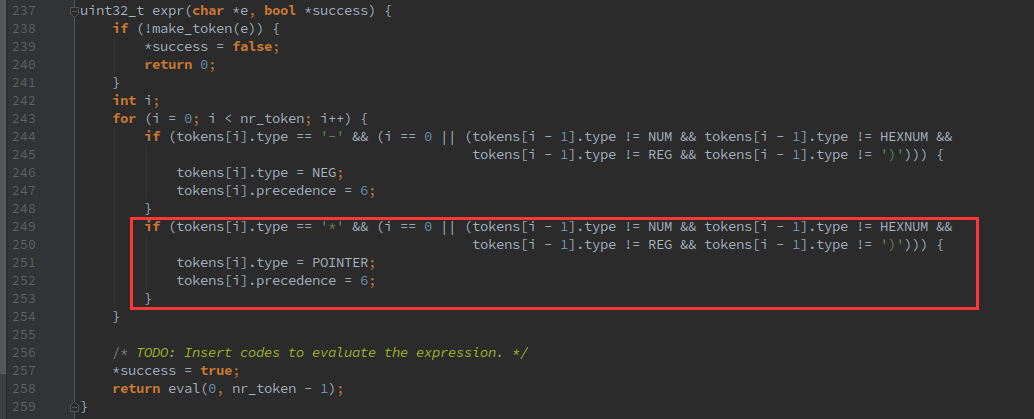 237 uint32_t expr(char *e, bool *success) {
238     if (!make_token(e)) {
239         *success = false;
240         return 0;
241     }
242     int i;
243     for (i = 0; i < nr_token; i++) {
244         if (tokens[i].type == '-' && (i == 0 || (tokens[i - 1].type != NUM && tokens[i - 1].type != HEXNUM &&
245                                                  tokens[i - 1].type != REG && tokens[i - 1].type != ')'))) {
246             tokens[i].type = NEG;
247             tokens[i].precedence = 6;
248         }
249         if (tokens[i].type == '*' && (i == 0 || (tokens[i - 1].type != NUM && tokens[i - 1].type != HEXNUM &&
250                                                  tokens[i - 1].type != REG && tokens[i - 1].type != ')'))) {
251             tokens[i].type = POINTER;
252             tokens[i].precedence = 6;
253         }
254     }
255
256     /* TODO: Insert codes to evaluate the expression. */
257     *success = true;
258     return eval(0, nr_token - 1);
259 }